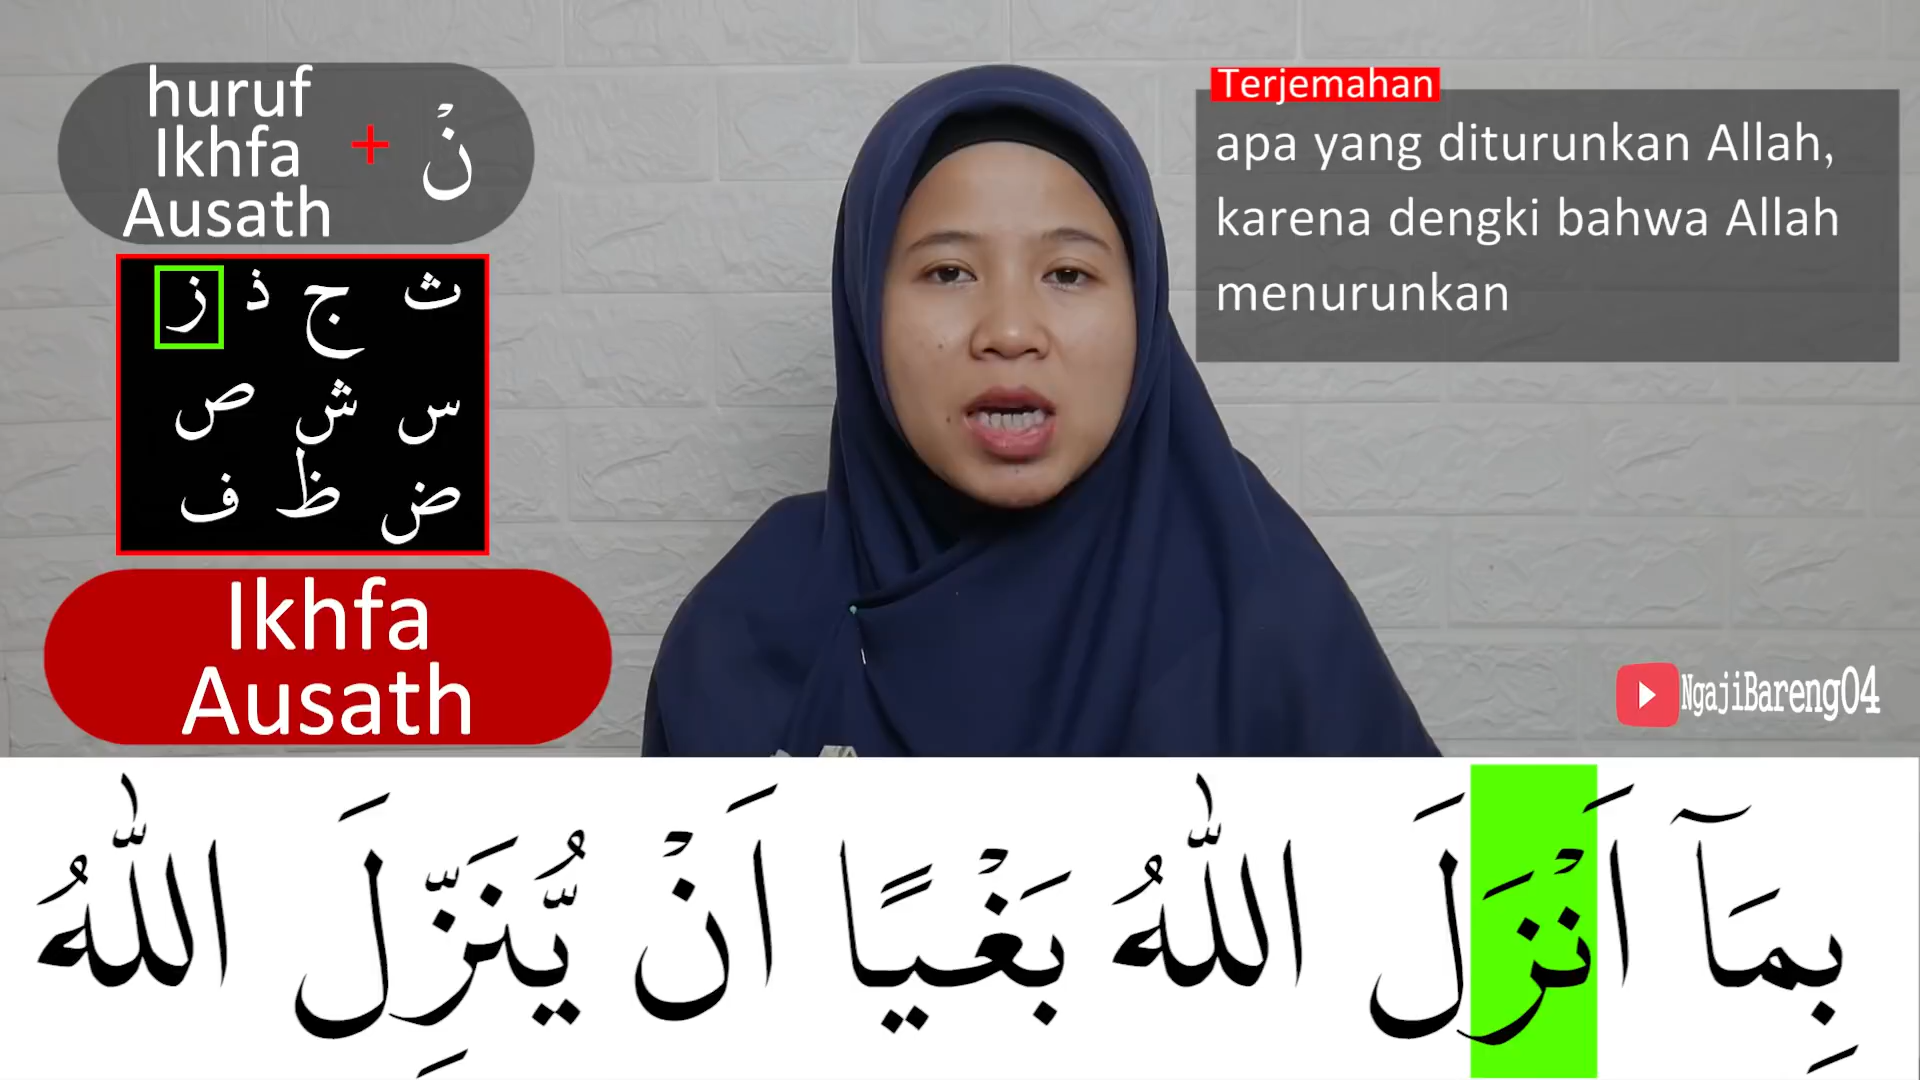 huruf
Ikhfa
Ausath
+ نْ
ث ج ذ ز
س ش ص
ض ظ ف
Ikhfa
Ausath
Terjemahan
apa yang diturunkan Allah,
karena dengki bahwa Allah
menurunkan
NgajiBareng04
بِمَآ اَنْزَلَ اللّٰهُ بَغْيًا اَنْ يُّنَزِّلَ اللّٰهُ